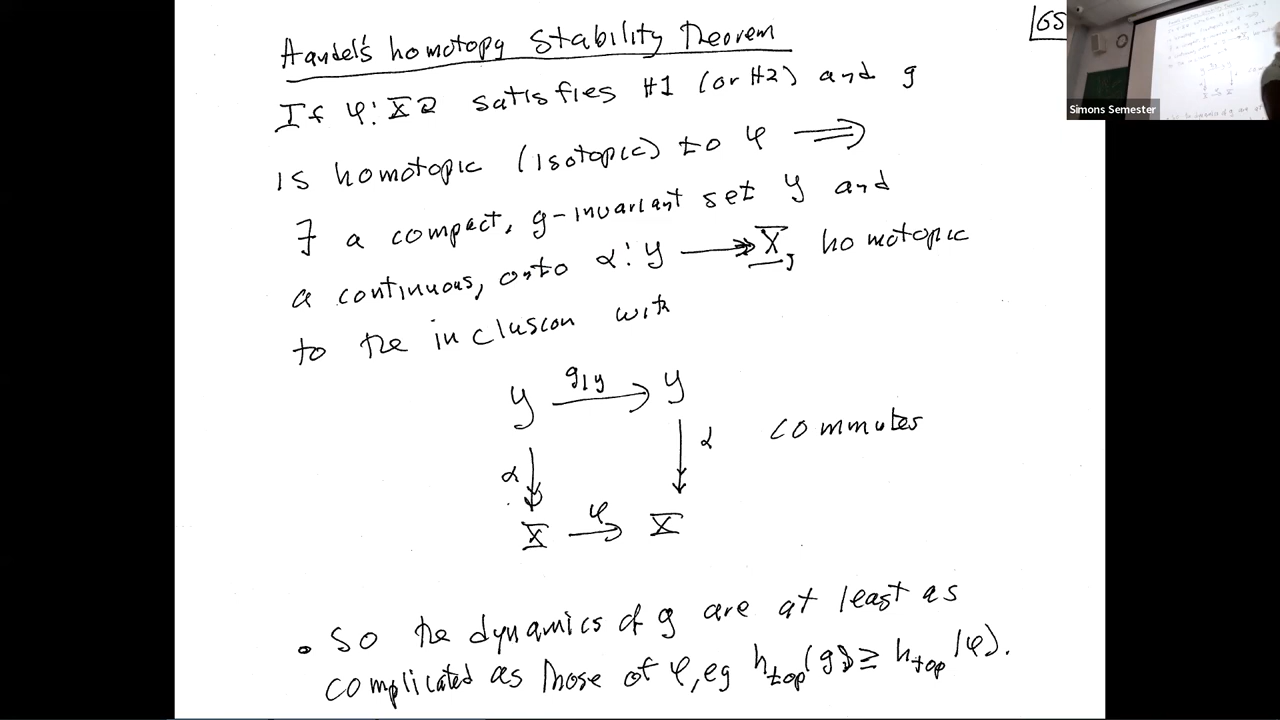 Handel's homotopy Stability Theorem
If φ: X↺ satisfies H1 (or H2) and g
is homotopic (isotopic) to φ ⟹
∃ a compact, g-invariant set Y and
a continuous, onto α: Y ↠ X, homotopic
to the inclusion with
Y g|Y → Y
α ↓ ↓ α commutes
X φ → X
• So the dynamics of g are at least as
complicated as those of φ, eg h_top(g) ≥ h_top(φ).
65
Simons Semester